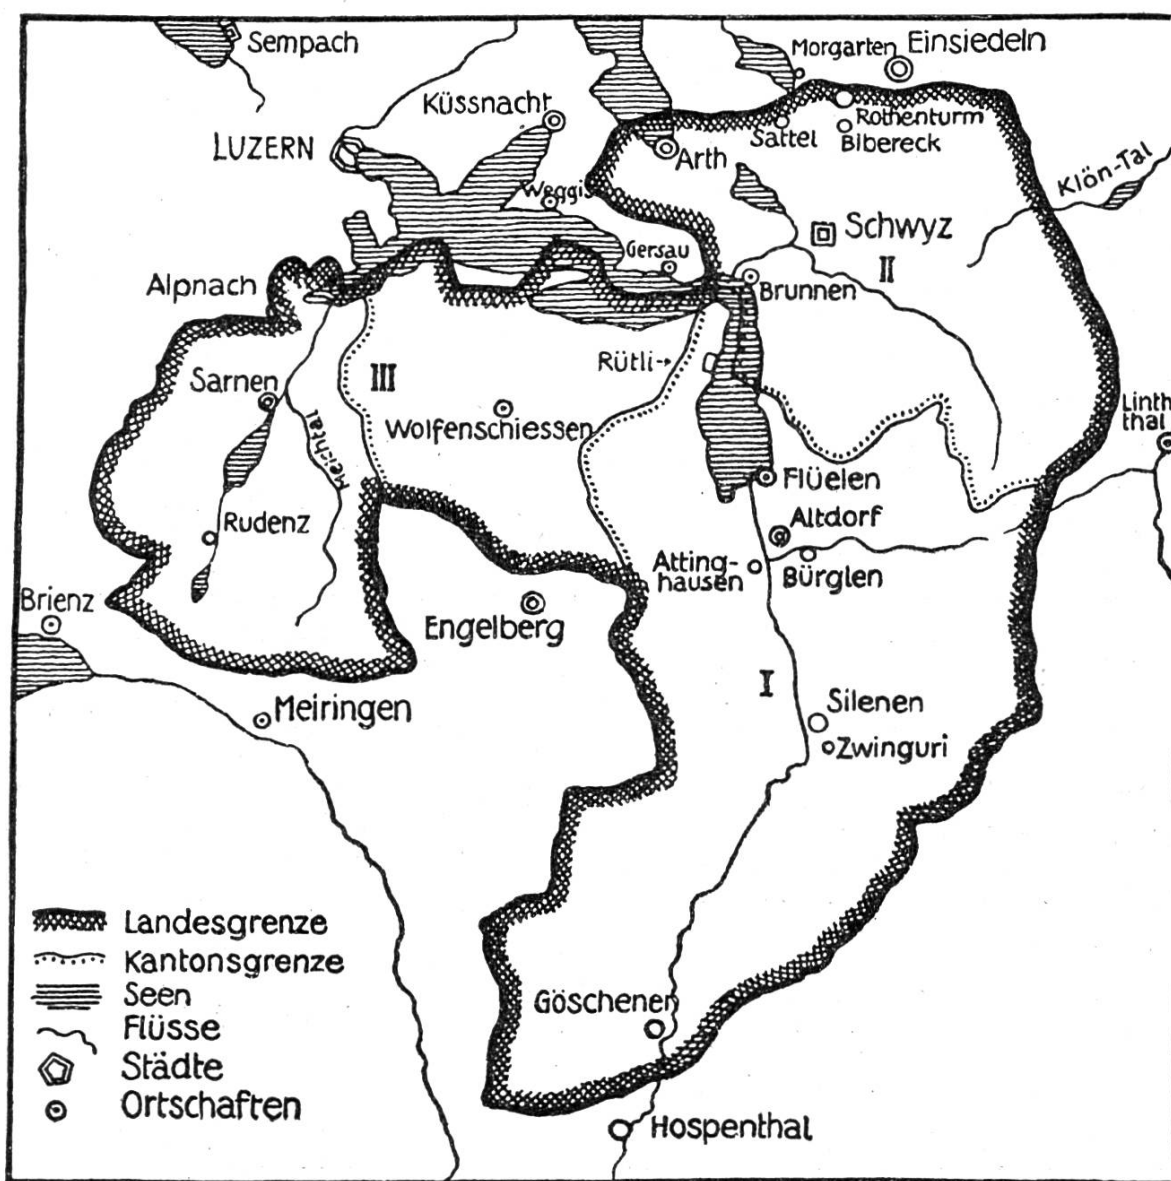 Sempach
Morgarten
Einsiedeln
Küssnacht
Rothenturm
Sattel
Bibereck
LUZERN
Arth
Klön-Tal
Weggis
Schwyz
Gersau
II
Alpnach
Brunnen
Rütli
III
Sarnen
Linth
thal
Wolfenschiessen
Melchtal
Flüelen
Rudenz
Altdorf
Atting-
hausen
Bürglen
Brienz
Engelberg
I
Silenen
Meiringen
Zwinguri
Landesgrenze
Kantonsgrenze
Seen
Göschenen
Flüsse
Städte
Ortschaften
Hospenthal